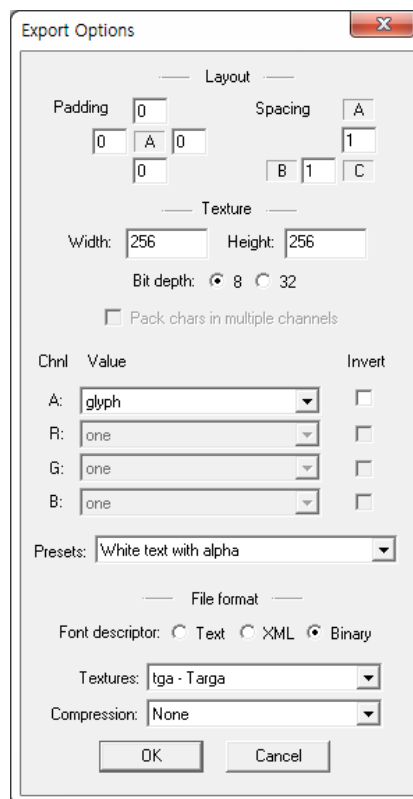 Export Options
Layout
Padding 0 Spacing A
0 A 0 1
0 B 1 C
Texture
Width: 256 Height: 256
Bit depth: 8 32
Pack chars in multiple channels
Chnl Value Invert
A: glyph
R: one
G: one
B: one
Presets: White text with alpha
File format
Font descriptor: Text XML Binary
Textures: tga - Targa
Compression: None
OK Cancel